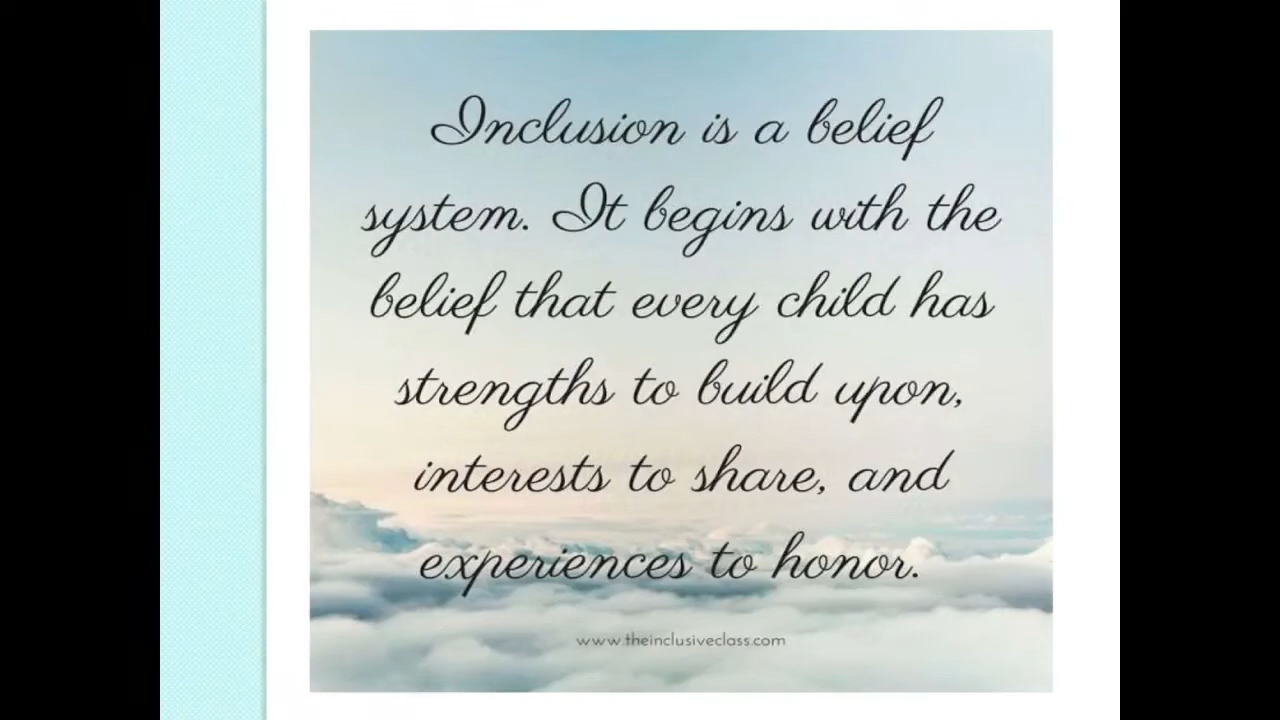 Inclusion is a belief
system. It begins with the
belief that every child has
strengths to build upon,
interests to share, and
experiences to honor.
www.theinclusiveclass.com